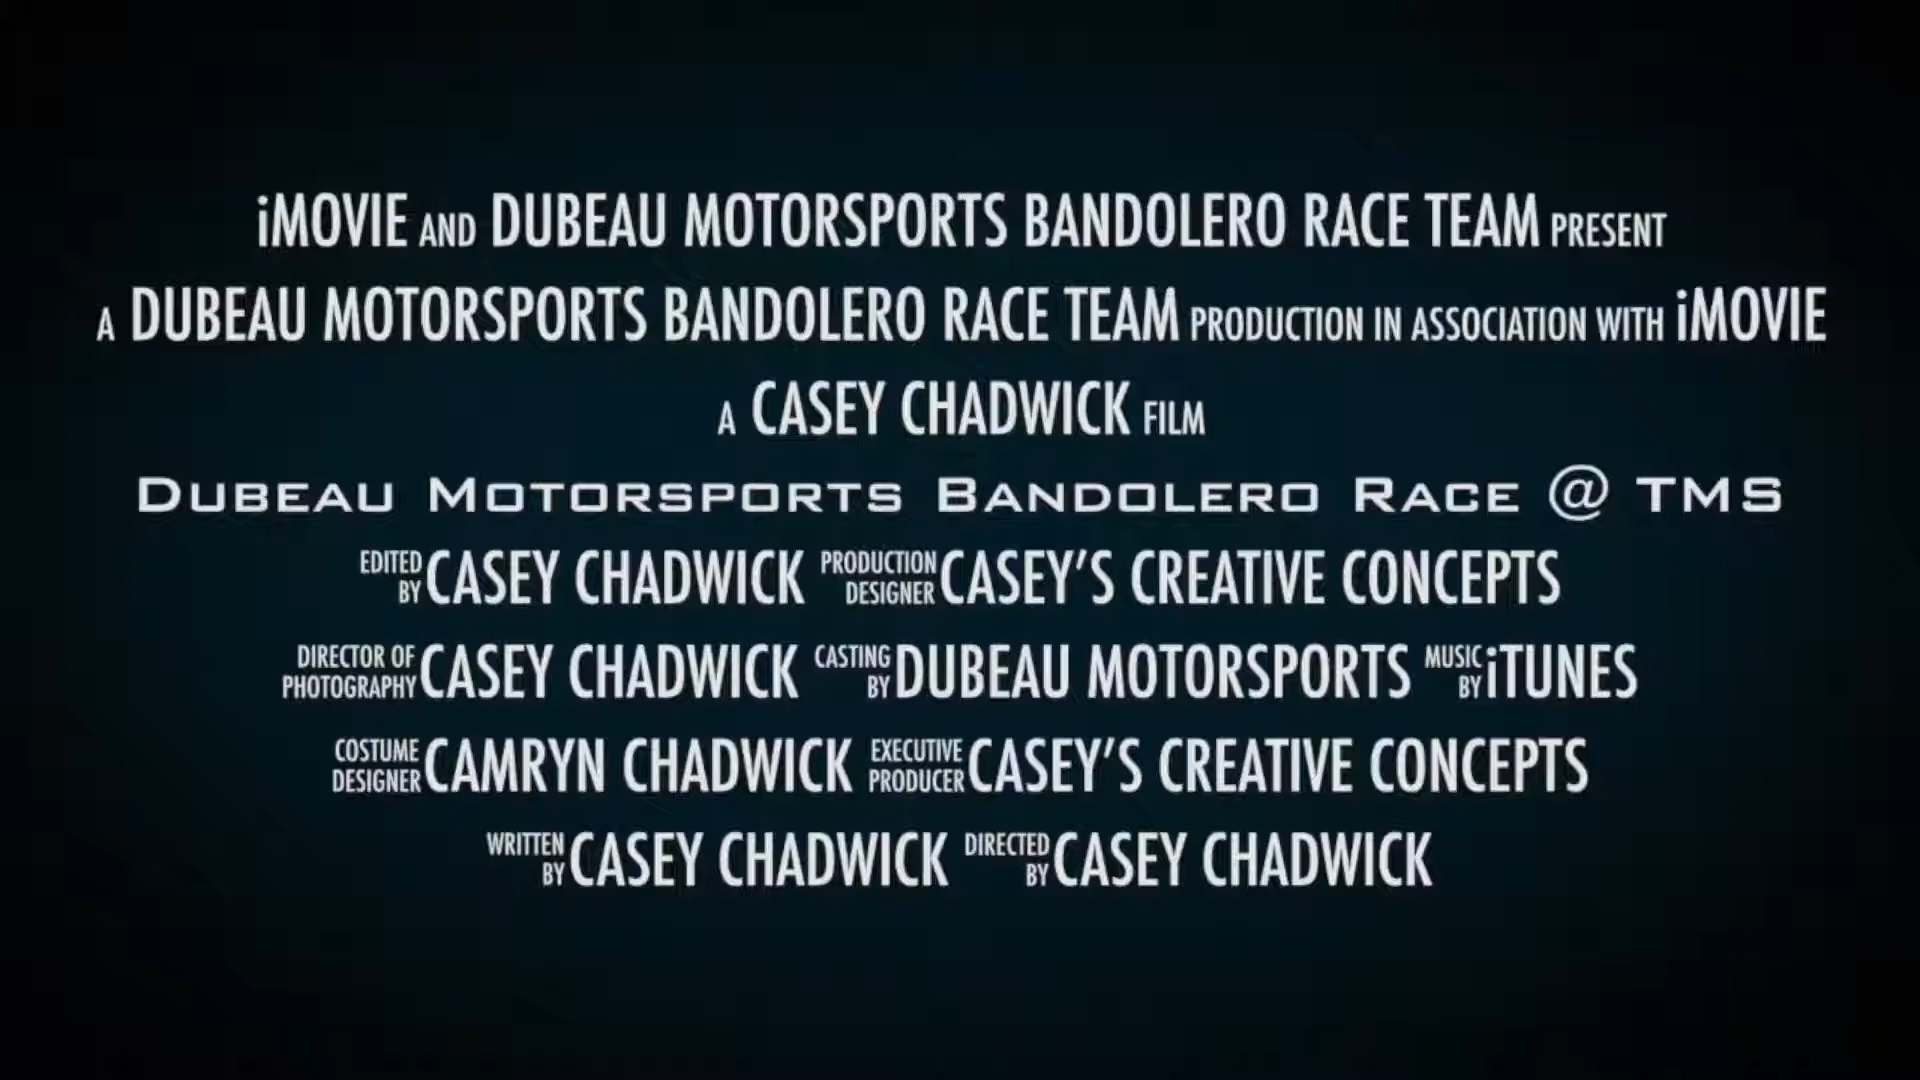 iMOVIE AND DUBEAU MOTORSPORTS BANDOLERO RACE TEAM PRESENT
A DUBEAU MOTORSPORTS BANDOLERO RACE TEAM PRODUCTION IN ASSOCIATION WITH iMOVIE
A CASEY CHADWICK FILM
DUBEAU MOTORSPORTS BANDOLERO RACE @ TMS
EDITED BY CASEY CHADWICK PRODUCTION DESIGNER CASEY’S CREATIVE CONCEPTS
DIRECTOR OF PHOTOGRAPHY CASEY CHADWICK CASTING BY DUBEAU MOTORSPORTS MUSIC BY iTUNES
COSTUME DESIGNER CAMRYN CHADWICK EXECUTIVE PRODUCER CASEY’S CREATIVE CONCEPTS
WRITTEN BY CASEY CHADWICK DIRECTED BY CASEY CHADWICK